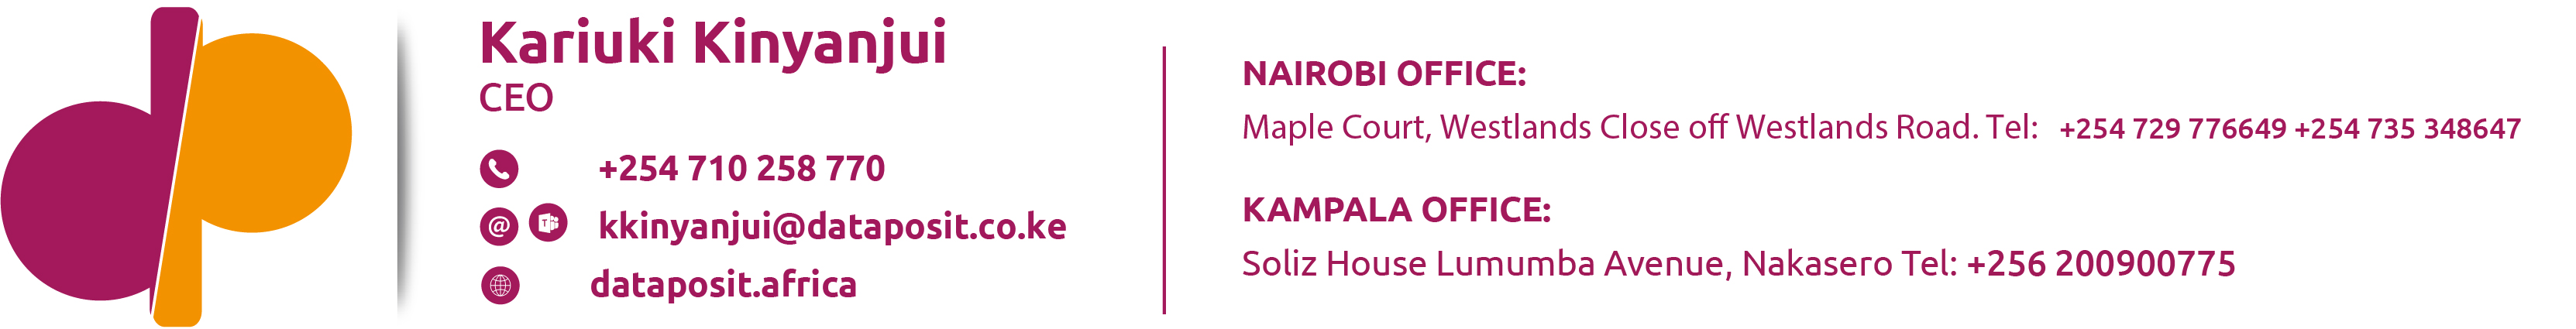 Kariuki Kinyanjui
CEO
+254 710 258 770
kkinyanjui@dataposit.co.ke
dataposit.africa
NAIROBI OFFICE:
Maple Court, Westlands Close off Westlands Road. Tel: +254 729 776649 +254 735 348647
KAMPALA OFFICE:
Soliz House Lumumba Avenue, Nakasero Tel: +256 200900775